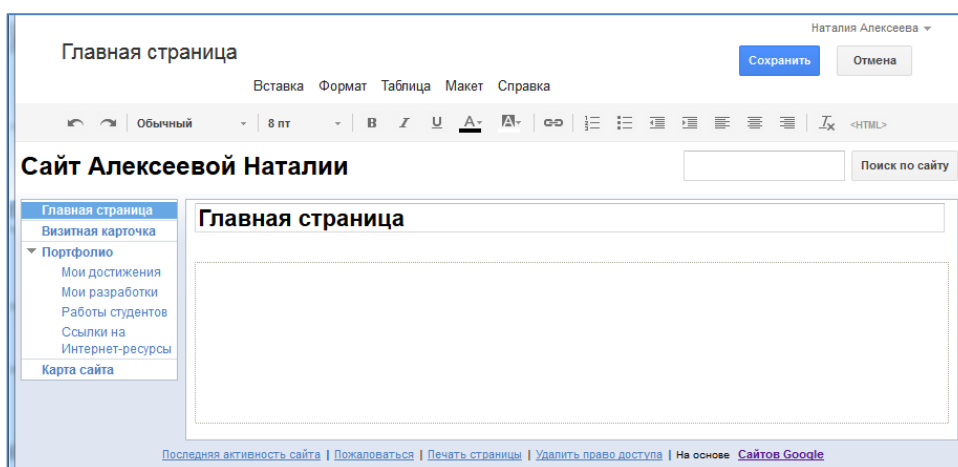 Наталия Алексеева
Главная страница
Сохранить Отмена
Вставка Формат Таблица Макет Справка
Обычный 8 пт B I U A A Tx <HTML>
Сайт Алексеевой Наталии
Поиск по сайту
Главная страница
Визитная карточка
Портфолио
Мои достижения
Мои разработки
Работы студентов
Ссылки на
Интернет-ресурсы
Карта сайта
Главная страница
Последняя активность сайта | Пожаловаться | Печать страницы | Удалить право доступа | На основе Сайтов Google